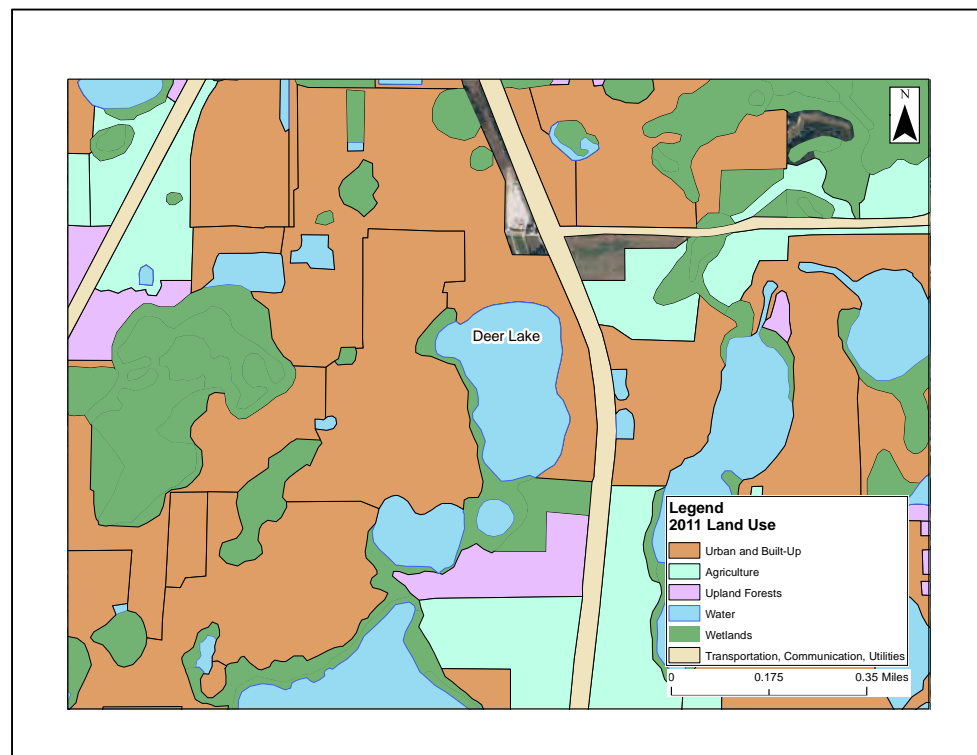 N
Deer Lake
Legend
2011 Land Use
Urban and Built-Up
Agriculture
Upland Forests
Water
Wetlands
Transportation, Communication, Utilities
0 0.175 0.35 Miles